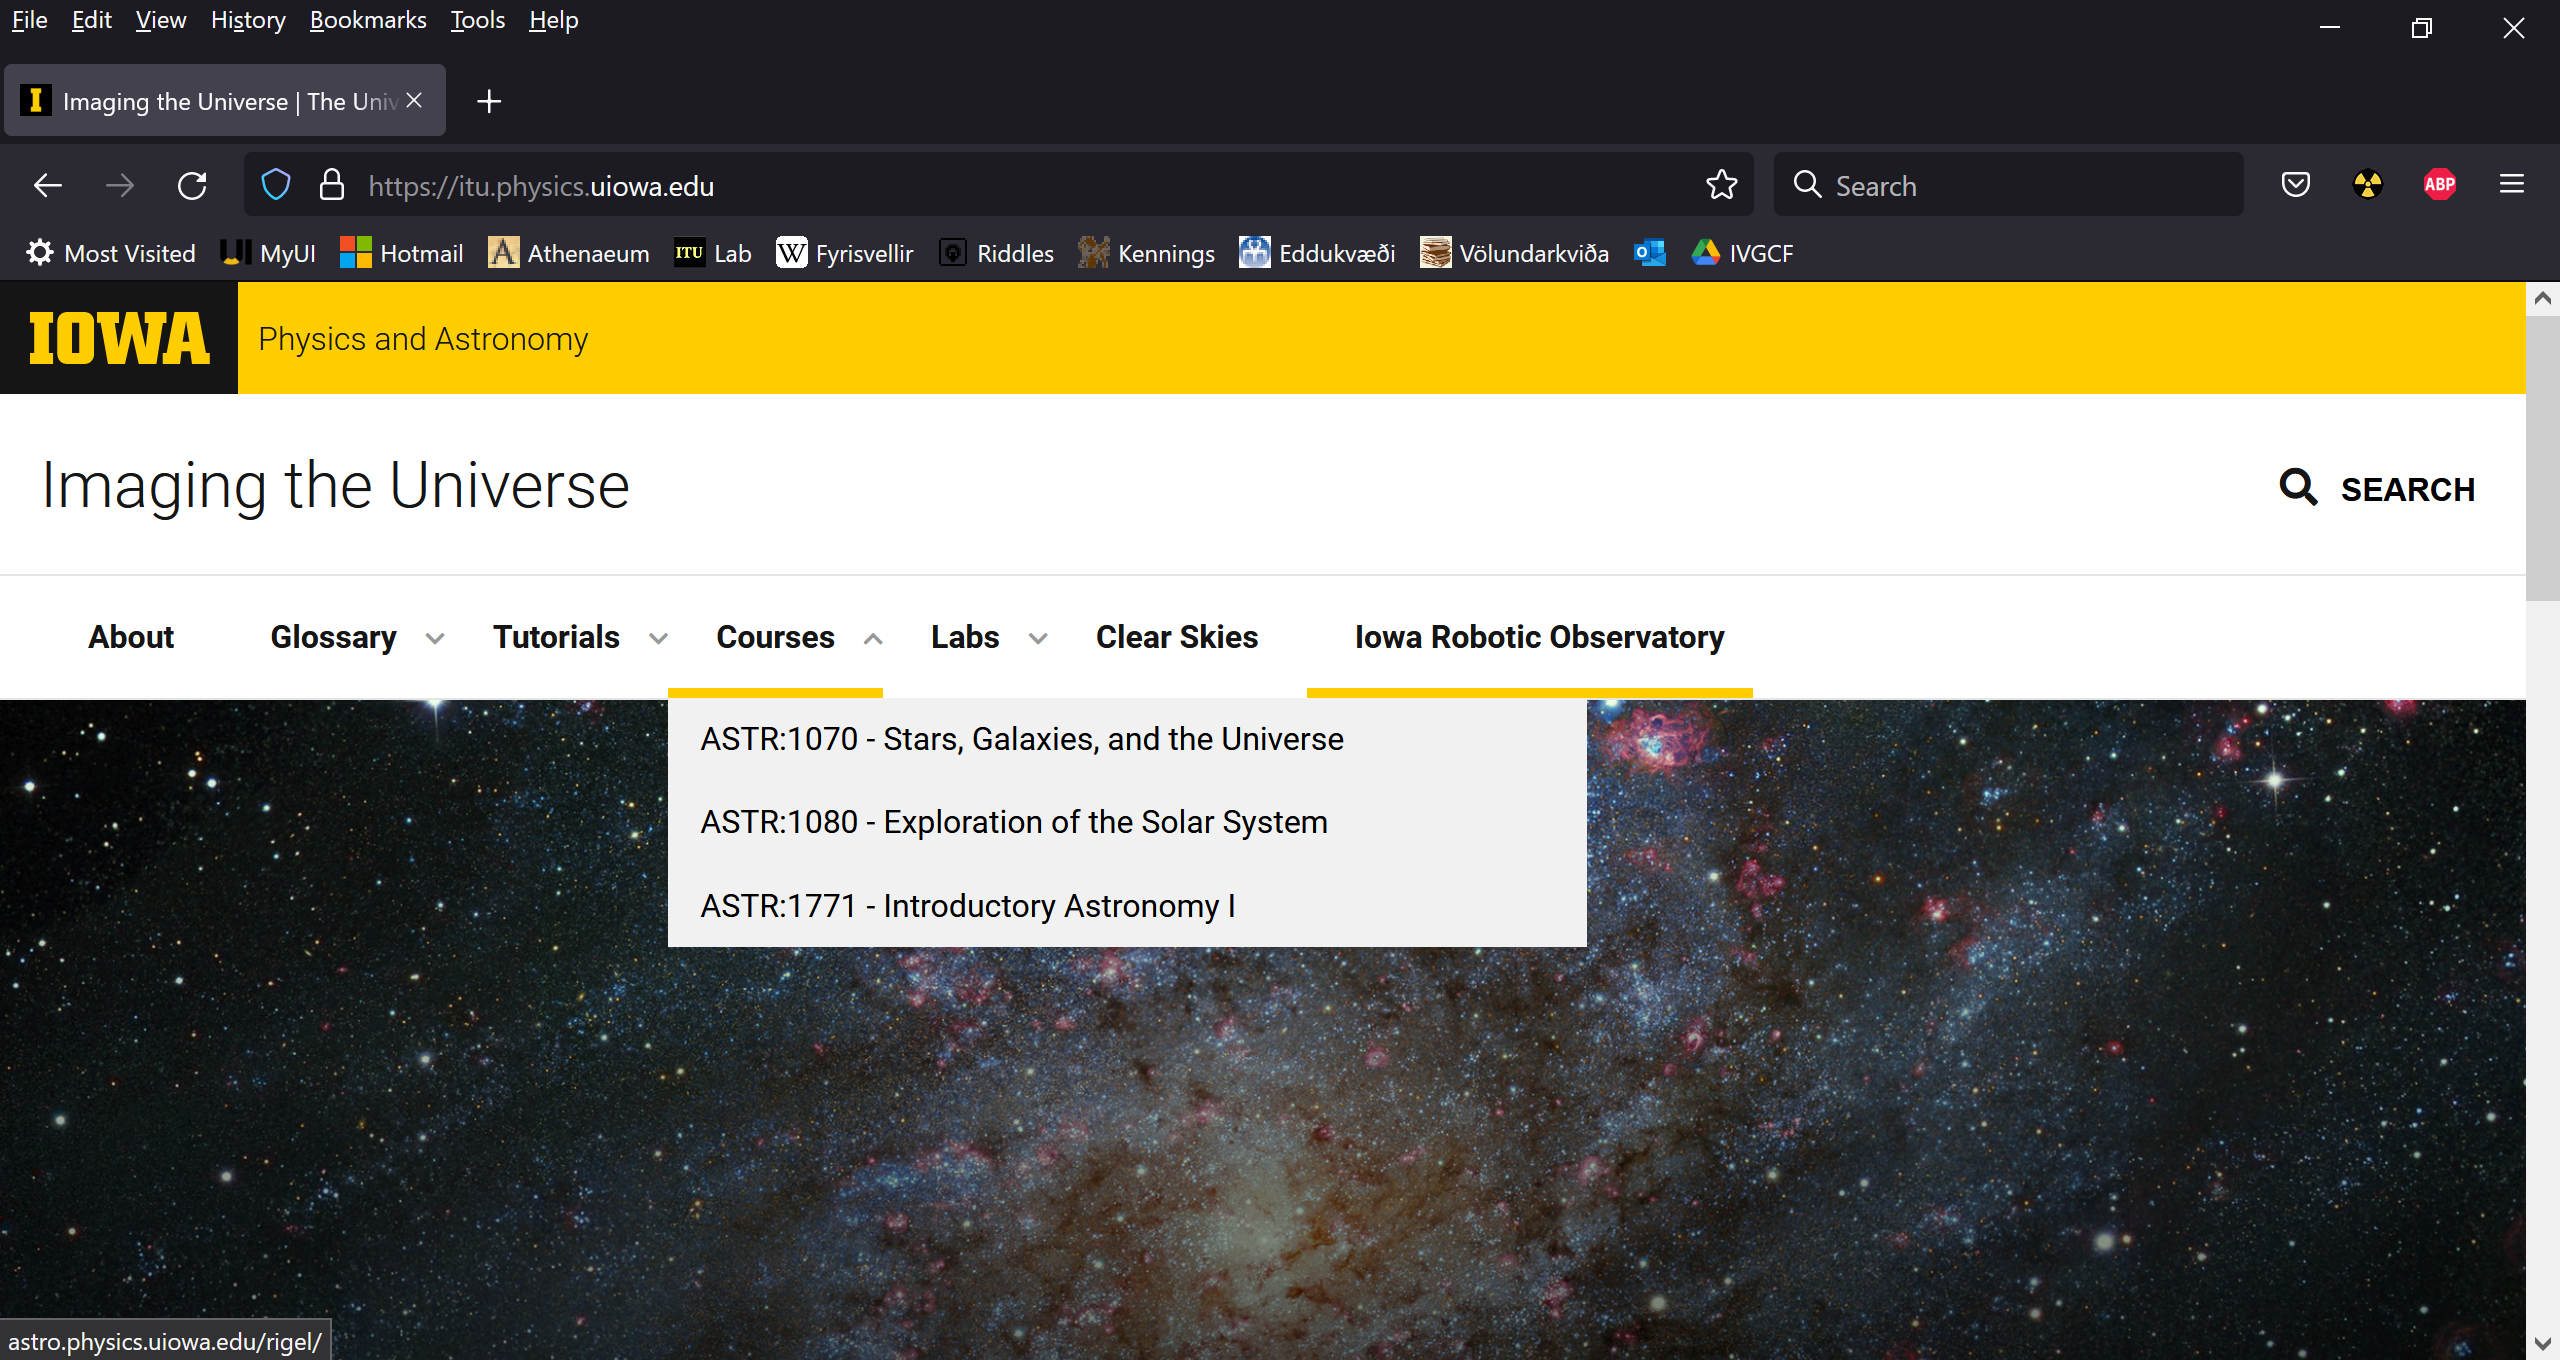 File Edit View History Bookmarks Tools Help
Imaging the Universe | The Univ
https://itu.physics.uiowa.edu
Search
ABP
Most Visited MyUI Hotmail Athenaeum ITU Lab Fyrisvellir Riddles Kennings Eddukvæði Völundarkviða IVGCF
IOWA Physics and Astronomy
Imaging the Universe
SEARCH
About Glossary Tutorials Courses Labs Clear Skies Iowa Robotic Observatory
ASTR:1070 - Stars, Galaxies, and the Universe
ASTR:1080 - Exploration of the Solar System
ASTR:1771 - Introductory Astronomy I
astro.physics.uiowa.edu/rigel/